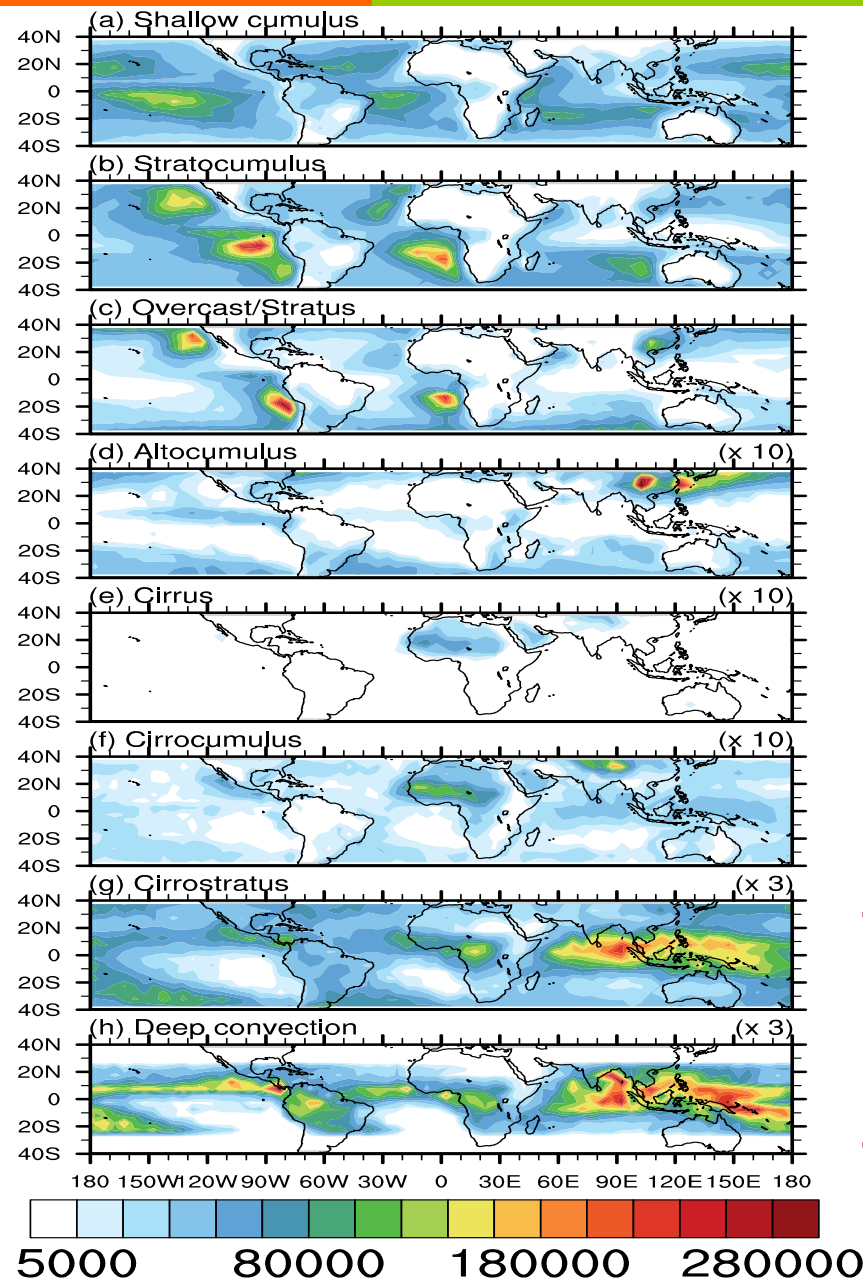 (a) Shallow cumulus
40N
20N
0
20S
40S
(b) Stratocumulus
40N
20N
0
20S
40S
(c) Overcast/Stratus
40N
20N
0
20S
40S
(d) Altocumulus (x 10)
40N
20N
0
20S
40S
(e) Cirrus (x 10)
40N
20N
0
20S
40S
(f) Cirrocumulus (x 10)
40N
20N
0
20S
40S
(g) Cirrostratus (x 3)
40N
20N
0
20S
40S
(h) Deep convection (x 3)
40N
20N
0
20S
40S
180 150W 120W 90W 60W 30W 0 30E 60E 90E 120E 150E 180
5000 80000 180000 280000